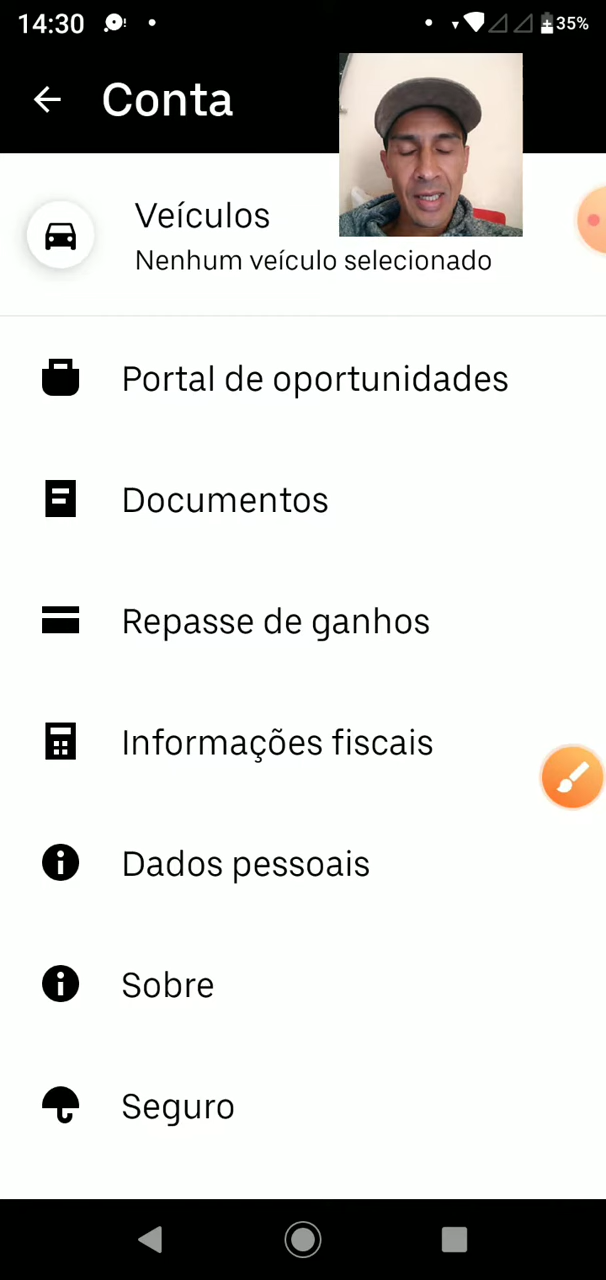 14:30
35%
Conta
Veículos
Nenhum veículo selecionado
Portal de oportunidades
Documentos
Repasse de ganhos
Informações fiscais
Dados pessoais
Sobre
Seguro